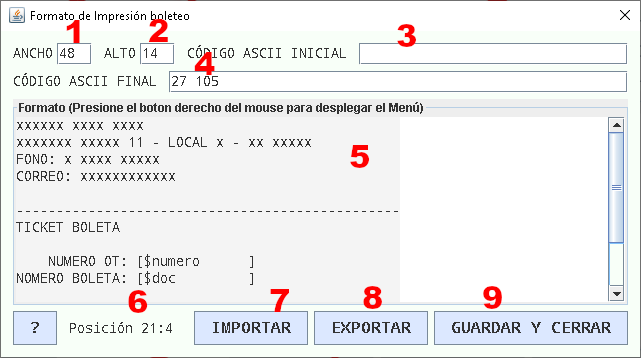 Formato de Impresión boleteo
1 2 3
ANCHO 48 ALTO 14 CÓDIGO ASCII INICIAL
4
CÓDIGO ASCII FINAL 27 105
Formato (Presione el boton derecho del mouse para desplegar el Menú)
xxxxxx xxxx xxxx
xxxxxxx xxxxx 11 - LOCAL x - xx xxxxx
5
FONO: x xxxx xxxxx
CORREO: xxxxxxxxxxxx
------------------------------------------------
TICKET BOLETA
NUMERO OT: [$numero      ]
NOMERO BOLETA: [$doc         ]
6 7 8 9
? Posición 21:4 IMPORTAR EXPORTAR GUARDAR Y CERRAR